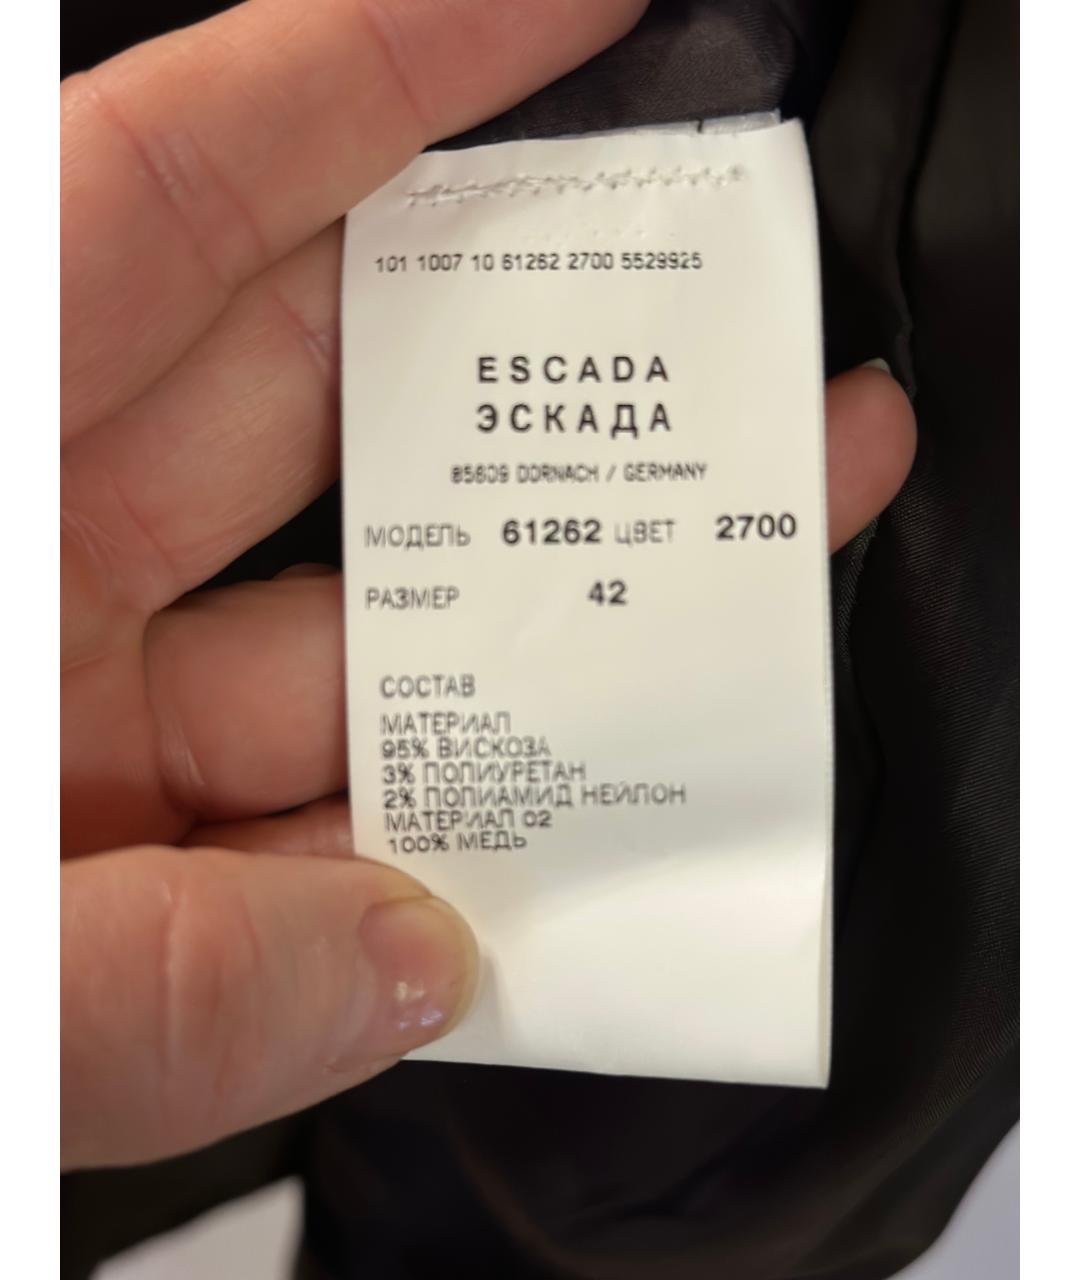 101 1007 10 61262 2700 5529925
ESCADA
ЭСКАДА
85609 DORNACH / GERMANY
МОДЕЛЬ 61262 ЦВЕТ 2700
РАЗМЕР 42
СОСТАВ
МАТЕРИАЛ
95% ВИСКОЗА
3% ПОЛИУРЕТАН
2% ПОЛИАМИД НЕЙЛОН
МАТЕРИАЛ 02
100% МЕДЬ